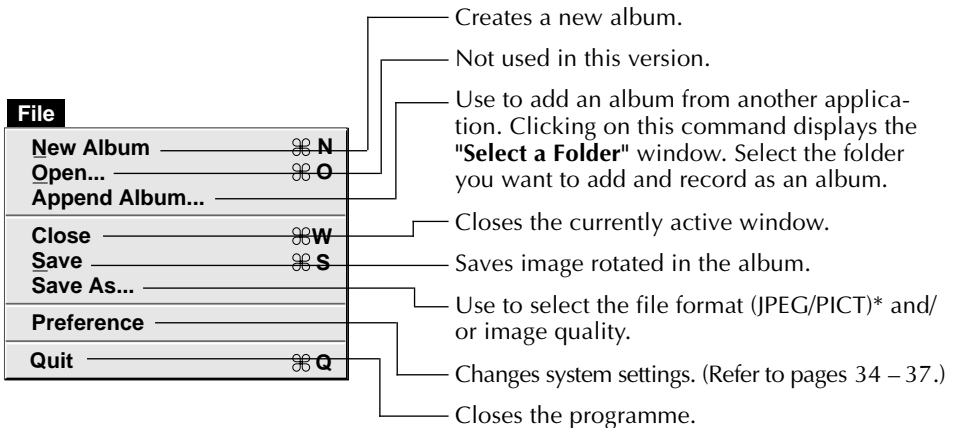 File
New Album ⌘ N
Open... ⌘ O
Append Album...
Close ⌘ W
Save ⌘ S
Save As...
Preference
Quit ⌘ Q
Creates a new album.
Not used in this version.
Use to add an album from another applica-
tion. Clicking on this command displays the
"Select a Folder" window. Select the folder
you want to add and record as an album.
Closes the currently active window.
Saves image rotated in the album.
Use to select the file format (JPEG/PICT)* and/
or image quality.
Changes system settings. (Refer to pages 34 – 37.)
Closes the programme.